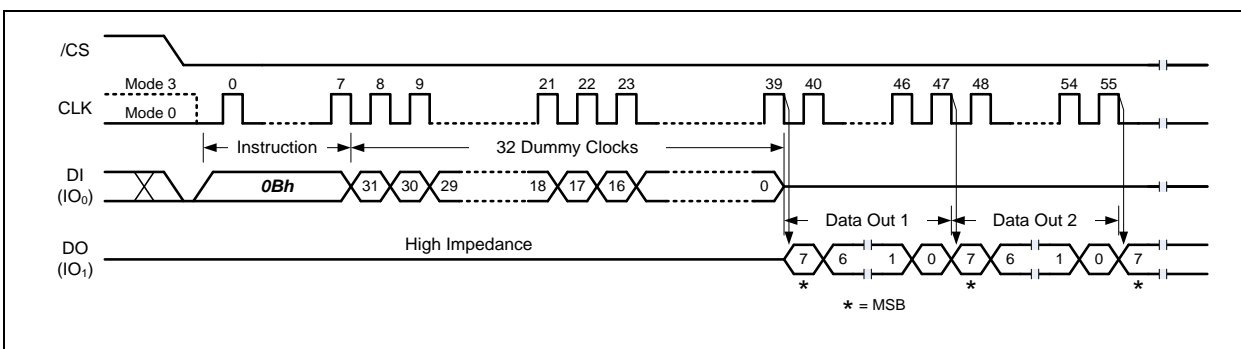 /CS
Mode 3
0 7 8 9 21 22 23 39 40 46 47 48 54 55
CLK
Mode 0
Instruction 32 Dummy Clocks
DI
(IO0)
0Bh 31 30 29 18 17 16 0
Data Out 1 Data Out 2
DO
(IO1)
High Impedance
7 6 1 0 7 6 1 0 7
* * *
* = MSB